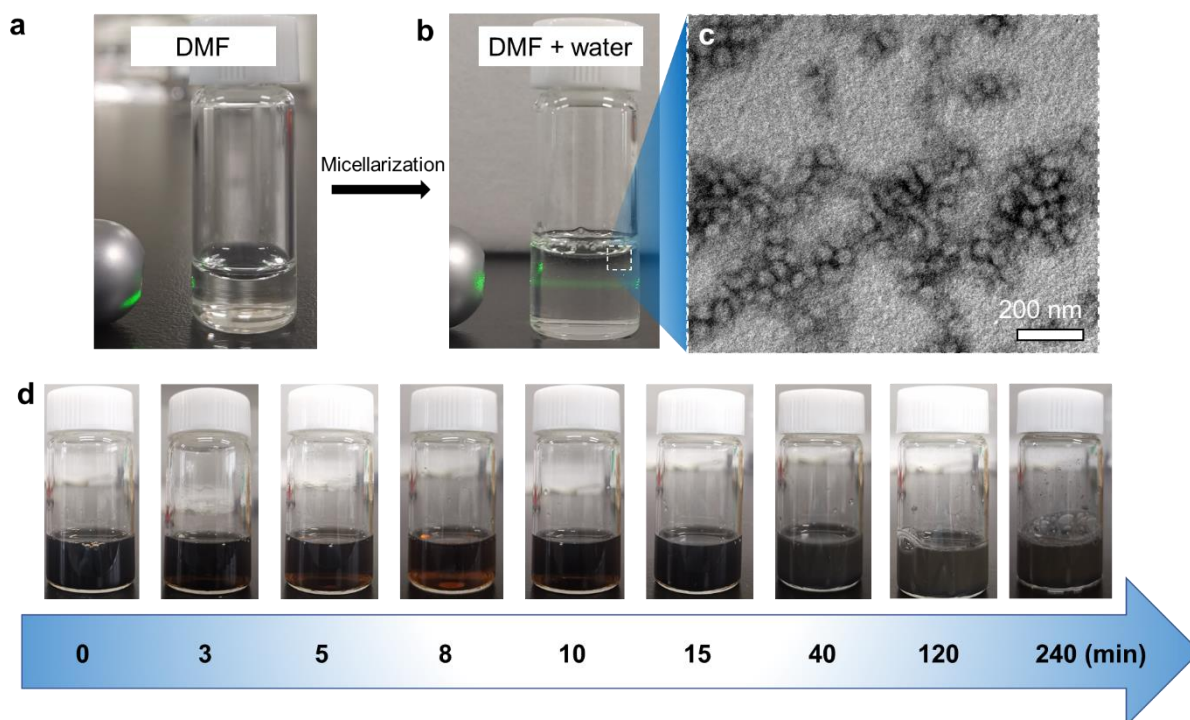 a
DMF
Micellarization
b
DMF + water
c
200 nm
d
0 3 5 8 10 15 40 120 240 (min)